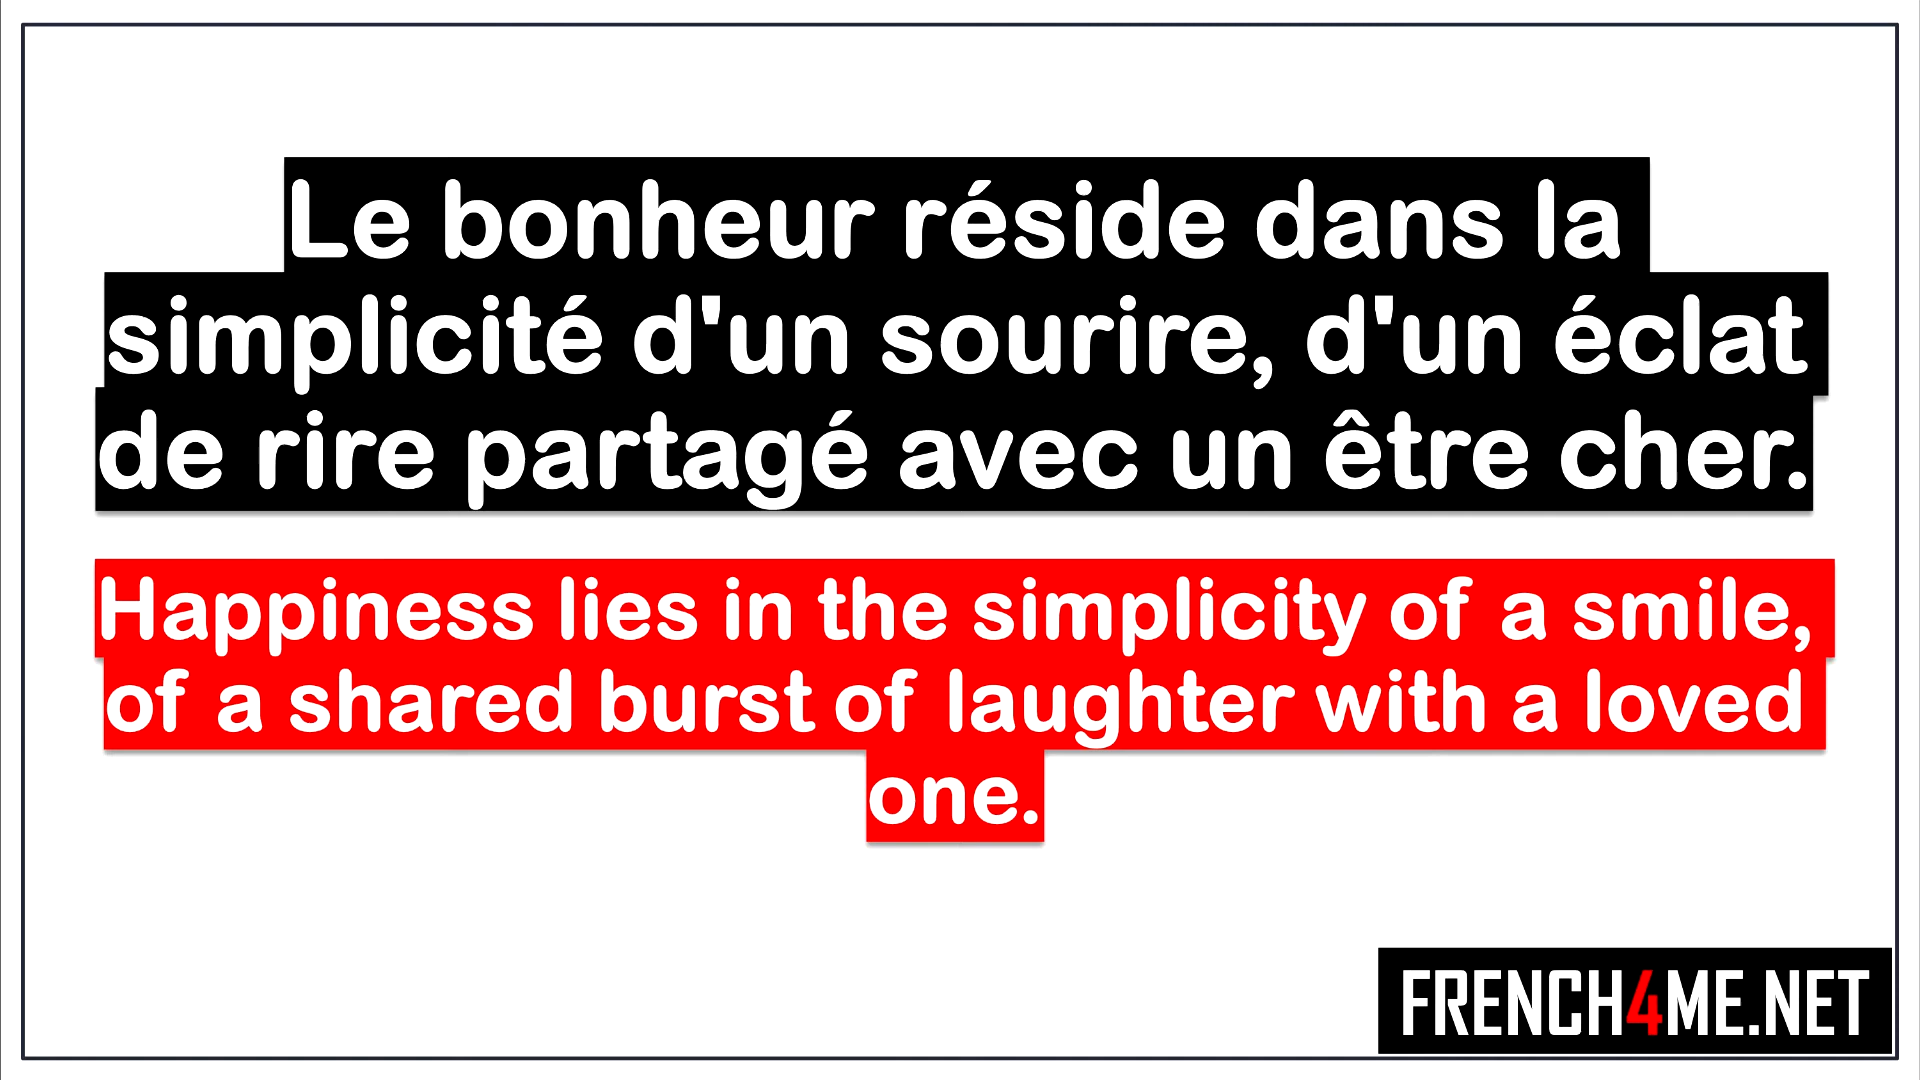 Le bonheur réside dans la
simplicité d'un sourire, d'un éclat
de rire partagé avec un être cher.
Happiness lies in the simplicity of a smile,
of a shared burst of laughter with a loved
one.
FRENCH4ME.NET